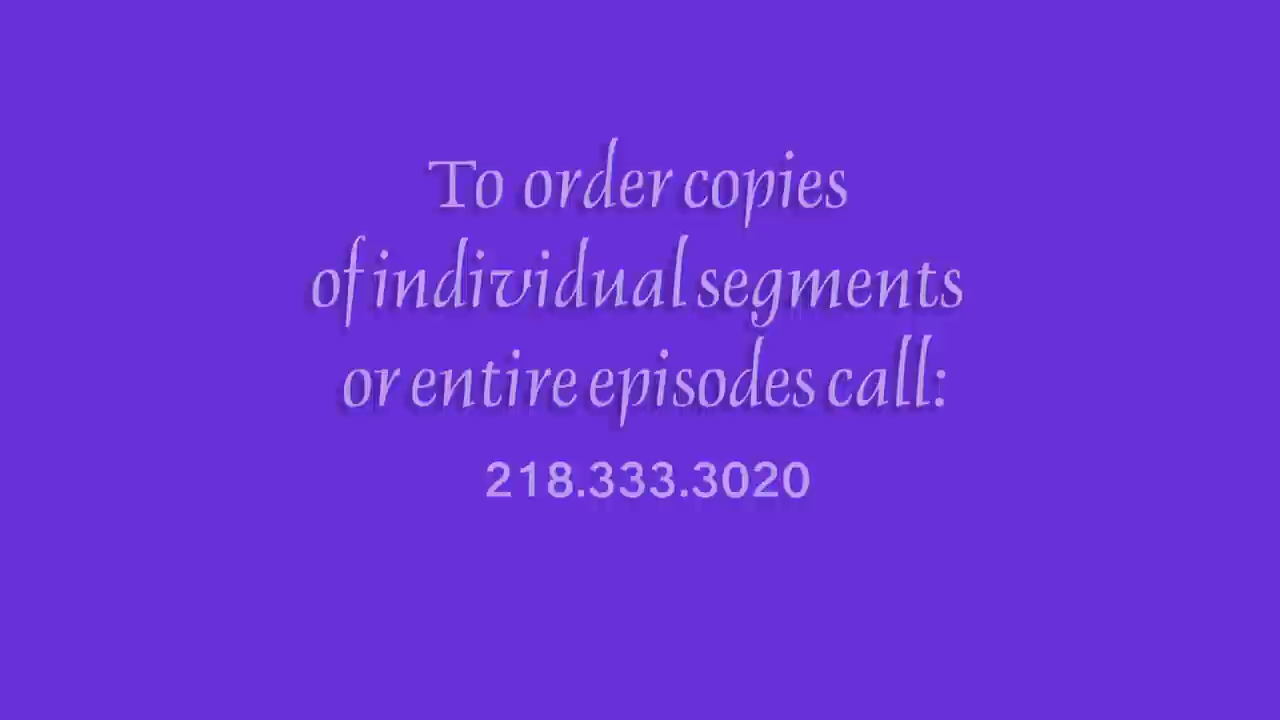 To order copies
of individual segments
or entire episodes call:
218.333.3020